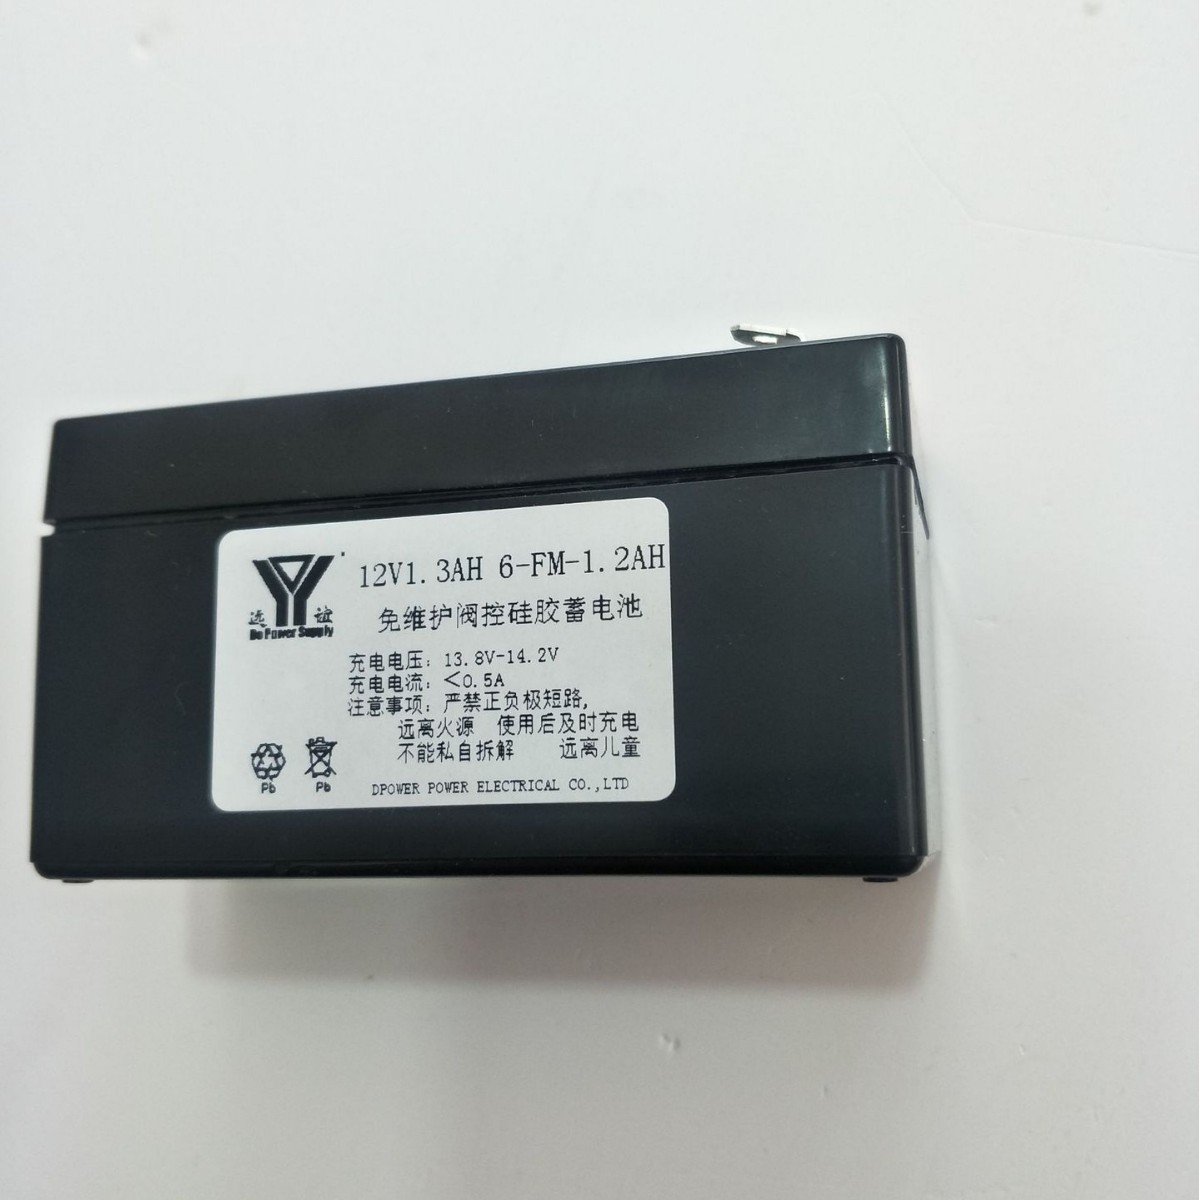 12V1.3AH 6-FM-1.2AH
免维护阀控硅胶蓄电池
远 谊
De Power Supply
充电电压: 13.8V-14.2V
充电电流: <0.5A
注意事项: 严禁正负极短路,
远离火源 使用后及时充电
不能私自拆解 远离儿童
Pb Pb
DPOWER POWER ELECTRICAL CO.,LTD